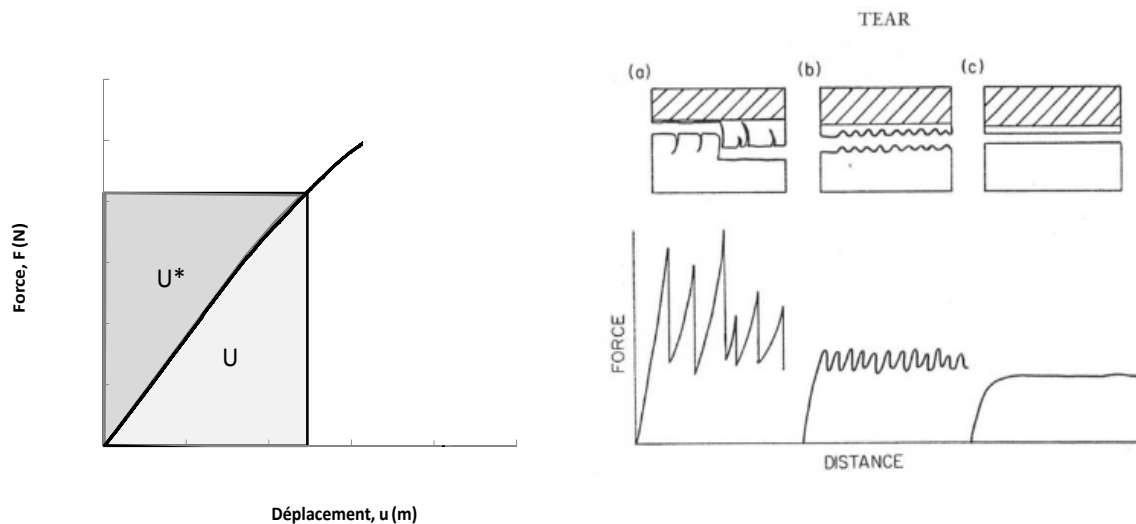 Force, F (N)
U*
U
Déplacement, u (m)
TEAR
(a)
(b)
(c)
FORCE
DISTANCE